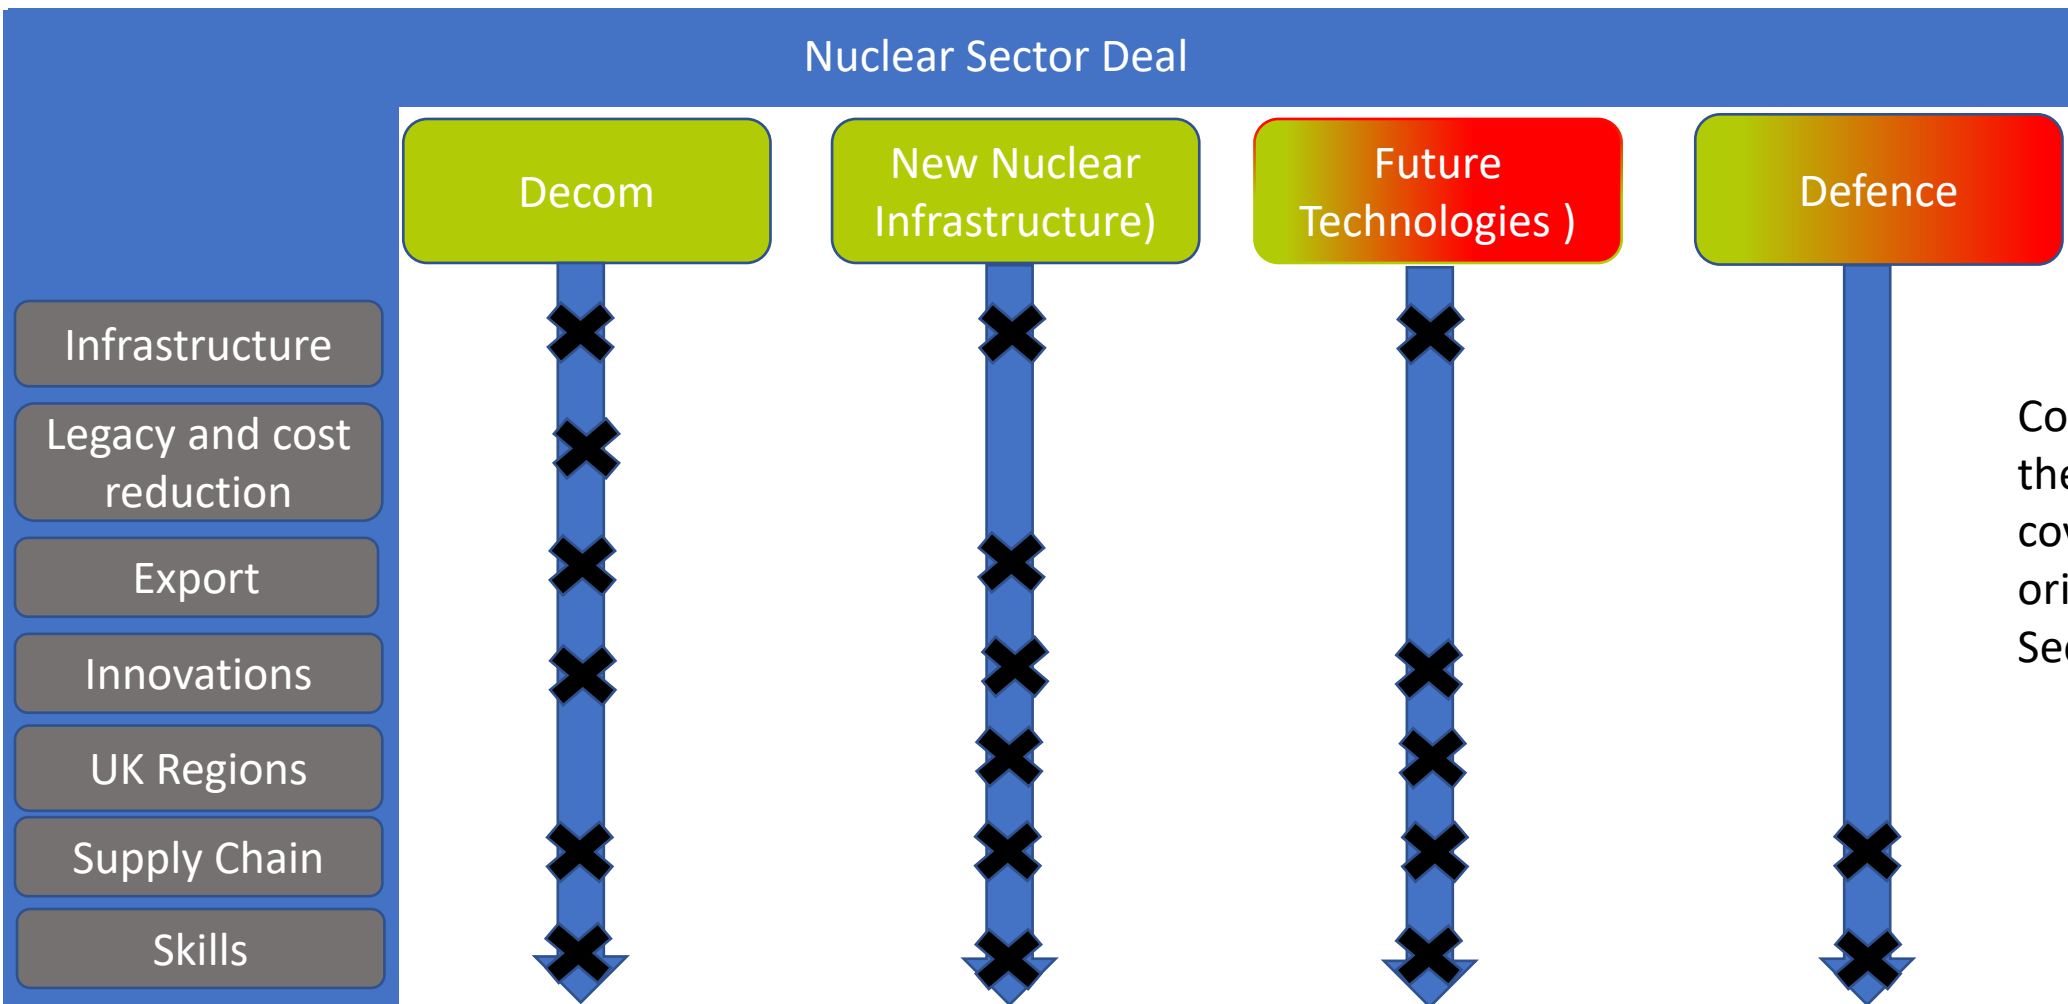 Nuclear Sector Deal
Decom
New Nuclear
Infrastructure)
Future
Technologies )
Defence
Infrastructure
Legacy and cost
reduction
Export
Innovations
UK Regions
Supply Chain
Skills